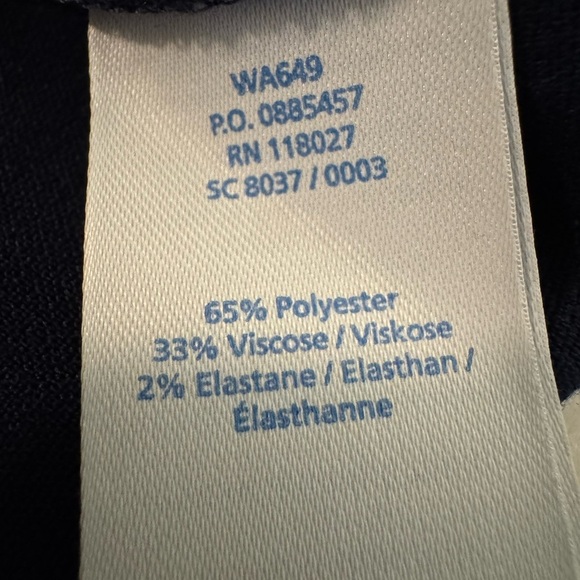 WA649
P.O. 0885457
RN 118027
SC 8037 / 0003
65% Polyester
33% Viscose / Viskose
2% Elastane / Elasthan /
Élasthanne